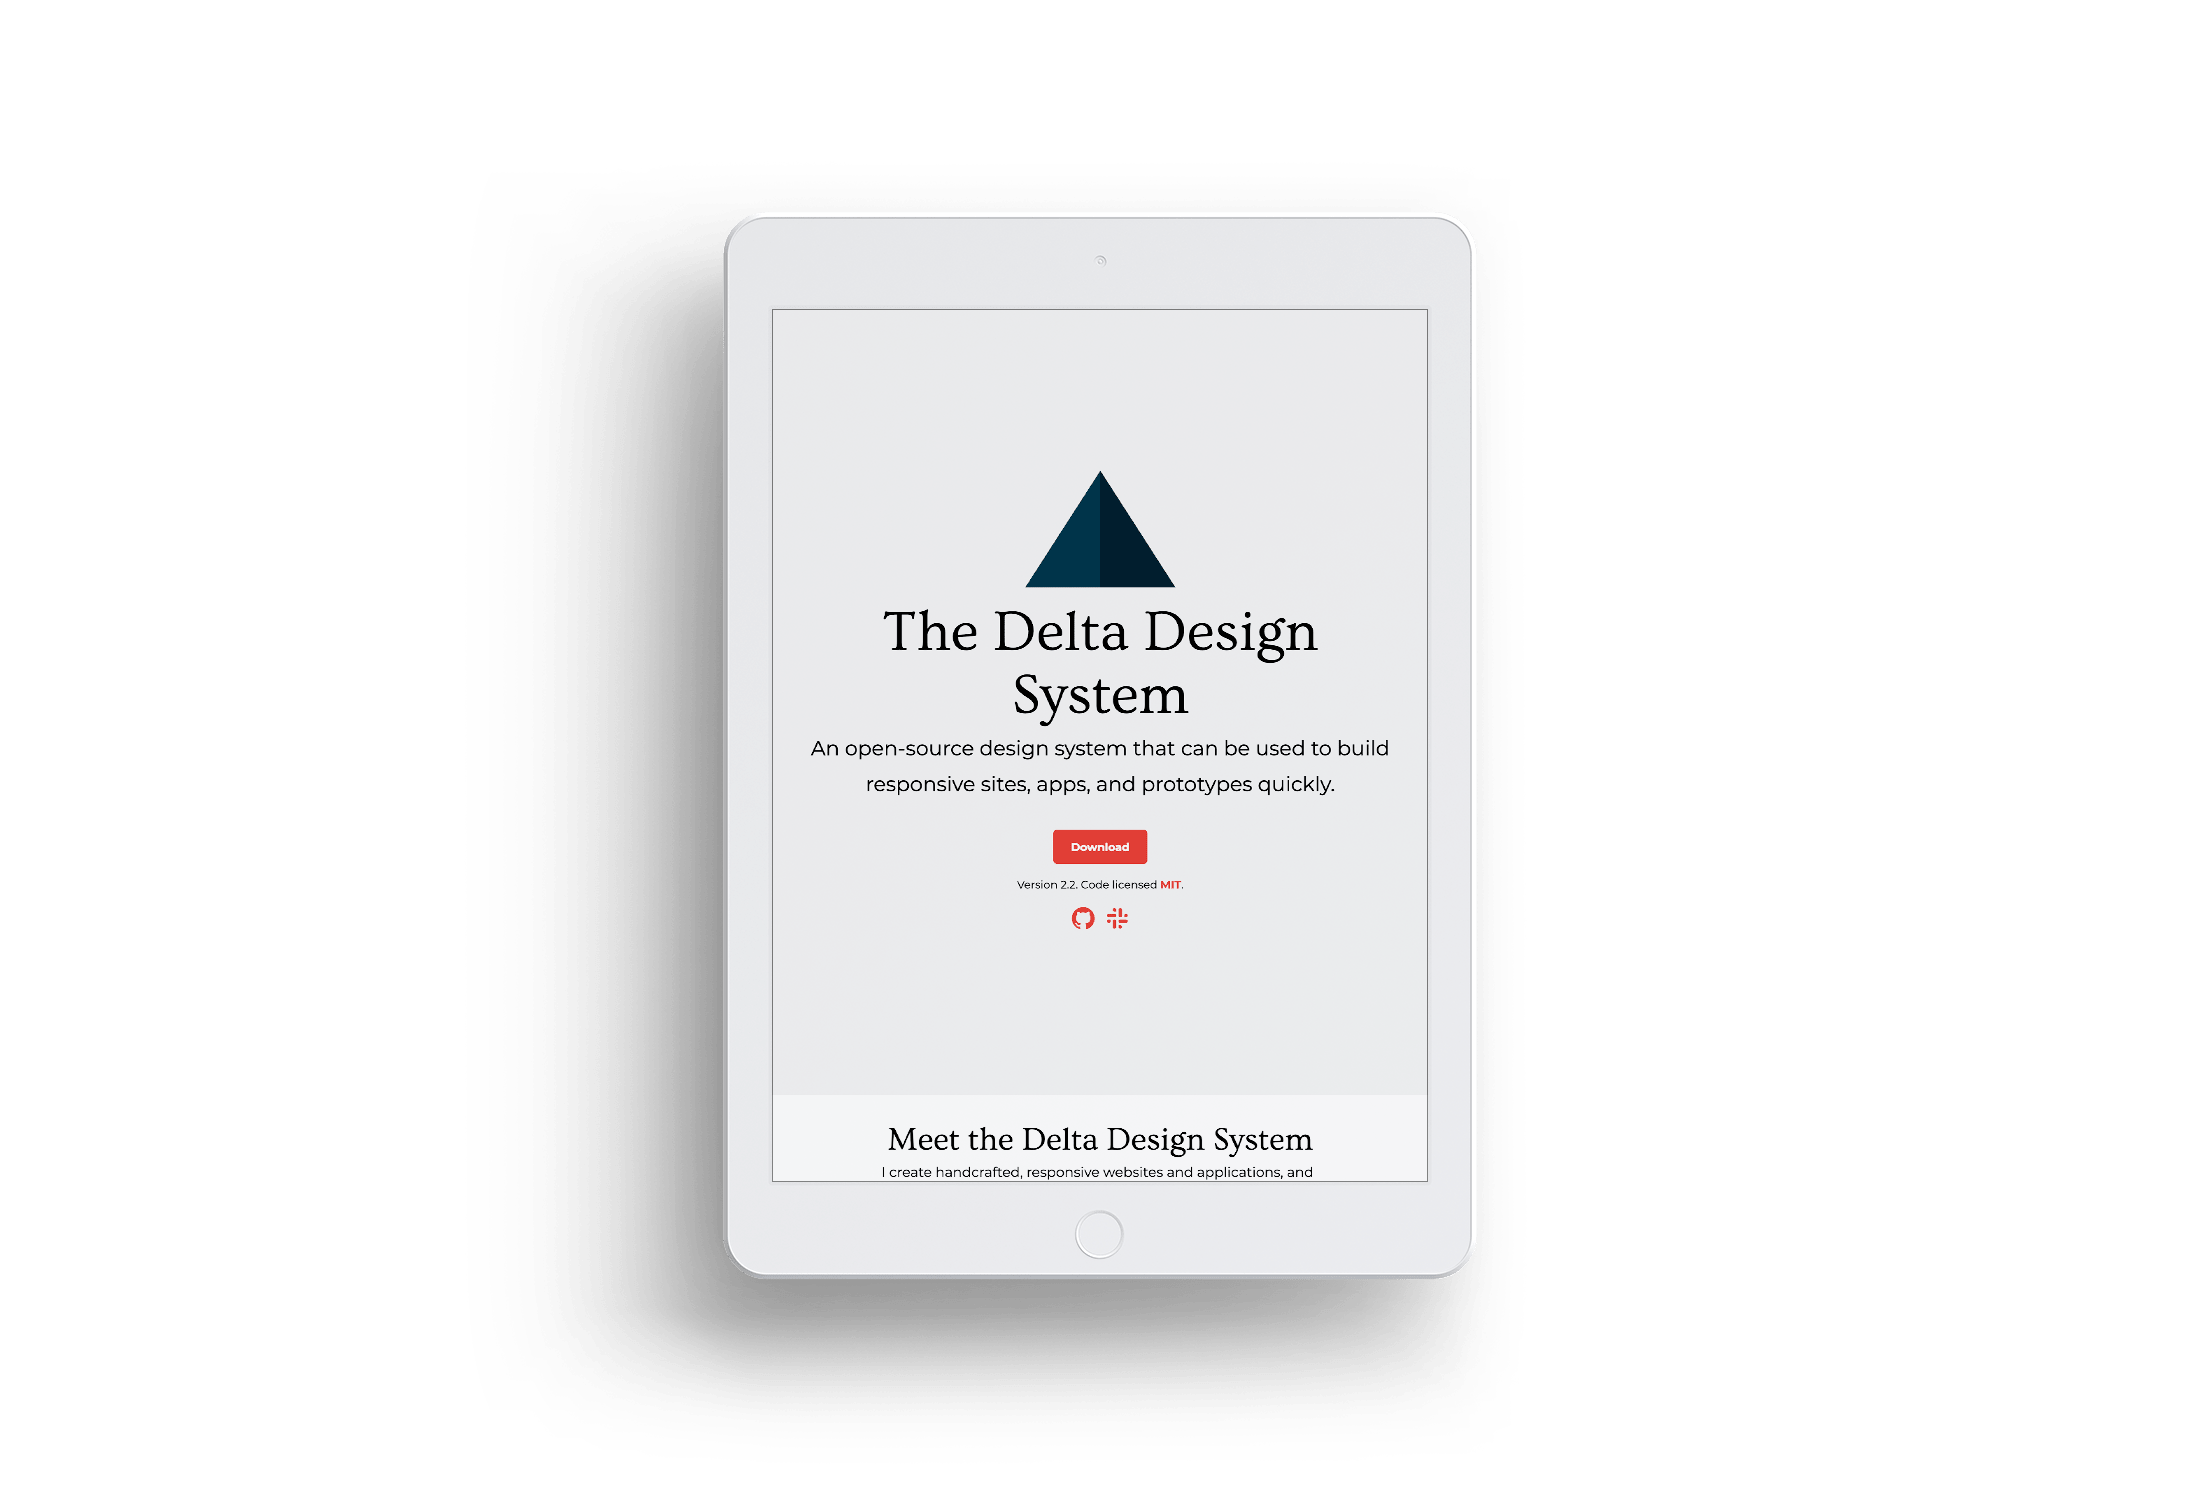 The Delta Design
System
An open-source design system that can be used to build
responsive sites, apps, and prototypes quickly.
Download
Version 2.2. Code licensed MIT.
Meet the Delta Design System
I create handcrafted, responsive websites and applications, and